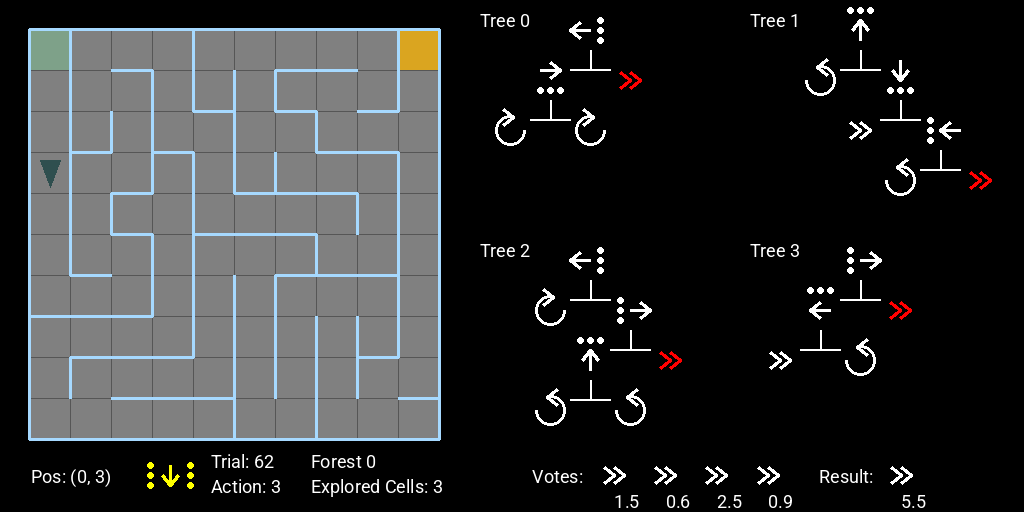 Tree 0
Tree 1
Tree 2
Tree 3
Pos: (0, 3)
Trial: 62
Forest 0
Action: 3
Explored Cells: 3
Votes:
Result:
1.5
0.6
2.5
0.9
5.5